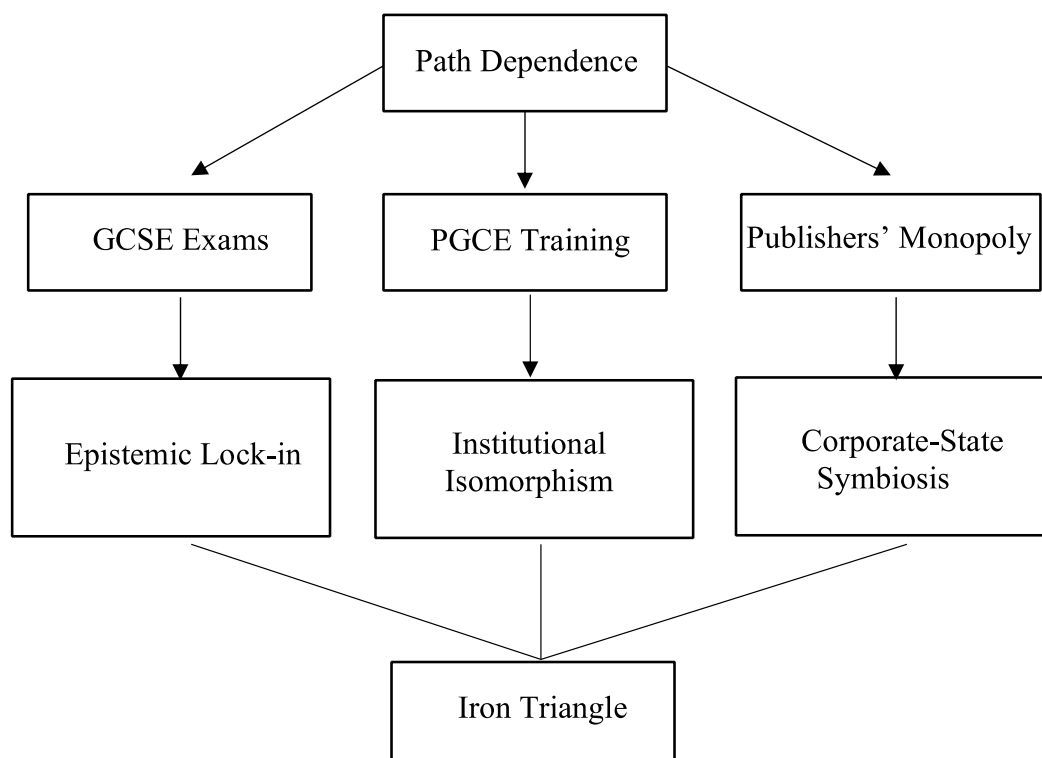 Path Dependence
GCSE Exams
PGCE Training
Publishers’ Monopoly
Epistemic Lock-in
Institutional
Isomorphism
Corporate-State
Symbiosis
Iron Triangle